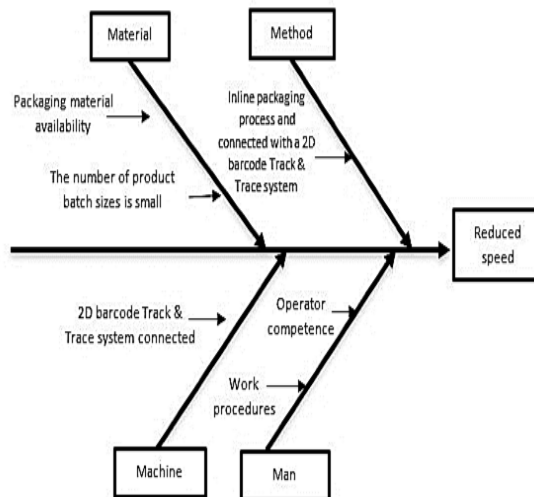 Material
Method
Packaging material
availability
The number of product
batch sizes is small
Inline packaging
process and
connected with a 2D
barcode Track &
Trace system
Reduced
speed
2D barcode Track &
Trace system connected
Operator
competence
Work
procedures
Machine
Man